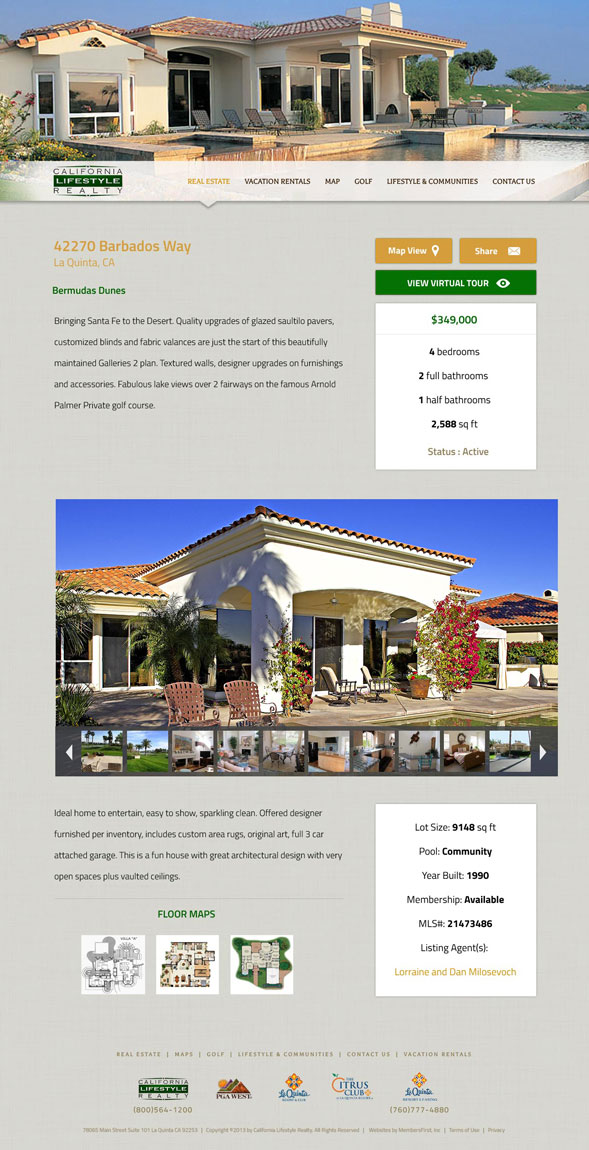 CALIFORNIA
LIFESTYLE
REALTY
REAL ESTATE VACATION RENTALS MAP GOLF LIFESTYLE & COMMUNITIES CONTACT US
42270 Barbados Way
La Quinta, CA
Bermudas Dunes
Bringing Santa Fe to the Desert. Quality upgrades of glazed saultilo pavers,
customized blinds and fabric valances are just the start of this beautifully
maintained Galleries 2 plan. Textured walls, designer upgrades on furnishings
and accessories. Fabulous lake views over 2 fairways on the famous Arnold
Palmer Private golf course.
Map View Share
VIEW VIRTUAL TOUR
$349,000
4 bedrooms
2 full bathrooms
1 half bathrooms
2,588 sq ft
Status : Active
Ideal home to entertain, easy to show, sparkling clean. Offered designer
furnished per inventory, includes custom area rugs, original art, full 3 car
attached garage. This is a fun house with great architectural design with very
open spaces plus vaulted ceilings.
FLOOR MAPS
VILLA "A"
Lot Size: 9148 sq ft
Pool: Community
Year Built: 1990
Membership: Available
MLS#: 21473486
Listing Agent(s):
Lorraine and Dan Milosevoch
REAL ESTATE | MAPS | GOLF | LIFESTYLE & COMMUNITIES | CONTACT US | VACATION RENTALS
CALIFORNIA
LIFESTYLE
REALTY
PGA WEST
La Quinta
RESORT & CLUB
THE
CITRUS
CLUB
La Quinta
(800)564-1200 (760)777-4880
78080 Main Street Suite 101 La Quinta CA 92253 | Copyright ©2013 by California Lifestyle Realty. All Rights Reserved | Websites by MembersFirst, Inc | Terms of Use | Privacy